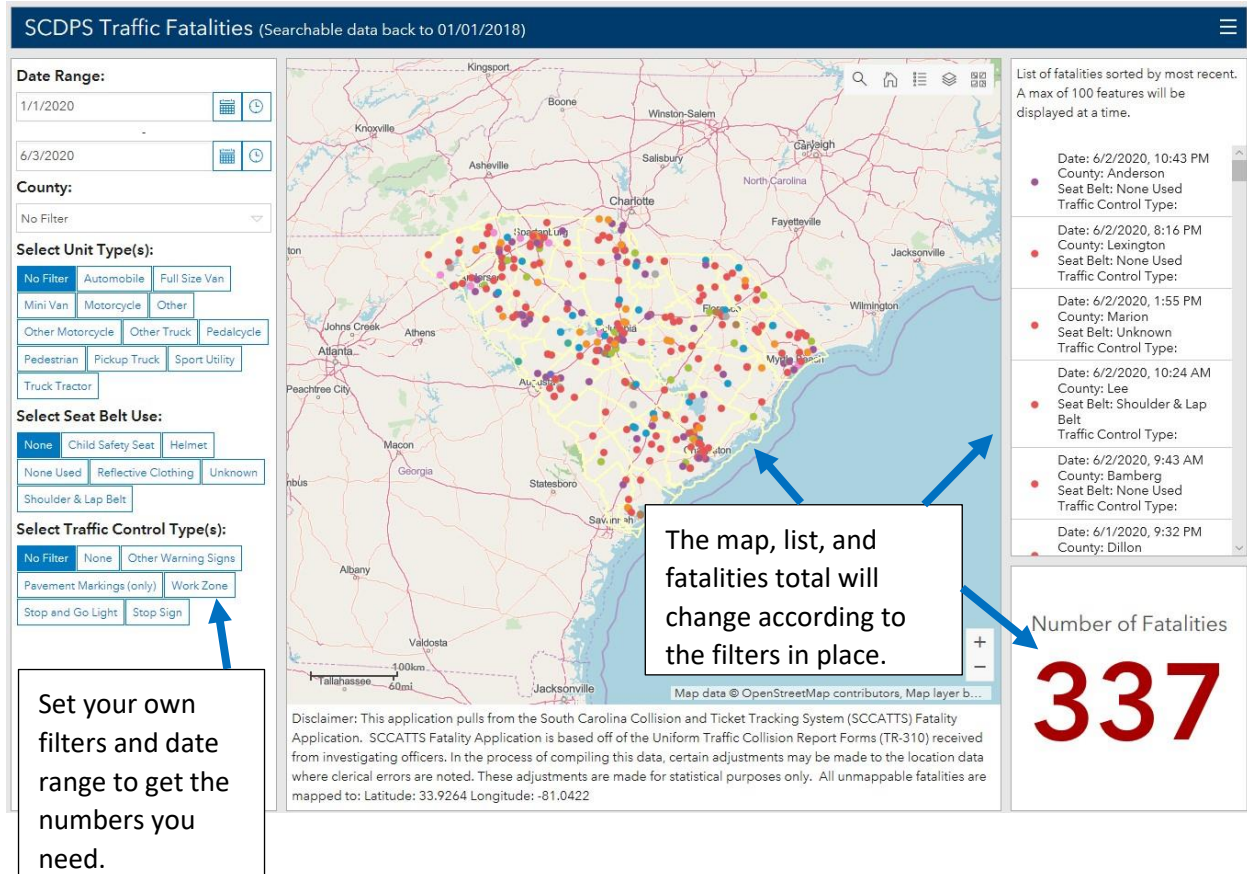 SCDPS Traffic Fatalities (Searchable data back to 01/01/2018)
Date Range:
1/1/2020
-
6/3/2020
County:
No Filter
Select Unit Type(s):
No Filter Automobile Full Size Van
Mini Van Motorcycle Other
Other Motorcycle Other Truck Pedalcycle
Pedestrian Pickup Truck Sport Utility
Truck Tractor
Select Seat Belt Use:
None Child Safety Seat Helmet
None Used Reflective Clothing Unknown
Shoulder & Lap Belt
Select Traffic Control Type(s):
No Filter None Other Warning Signs
Pavement Markings (only) Work Zone
Stop and Go Light Stop Sign
Set your own
filters and date
range to get the
numbers you
need.
Kingsport
Boone
Winston-Salem
Knoxville
Asheville
Salisbury
North Carolina
Charlotte
Fayetteville
Jacksonville
Wilmington
Johns Creek
Athens
Atlanta
Peachtree City
Macon
Georgia
Statesboro
Albany
Valdosta
100km
60mi
Tallahassee
Jacksonville
The map, list, and
fatalities total will
change according to
the filters in place.
+
−
Map data © OpenStreetMap contributors, Map layer b...
Disclaimer: This application pulls from the South Carolina Collision and Ticket Tracking System (SCCATTS) Fatality
Application. SCCATTS Fatality Application is based off of the Uniform Traffic Collision Report Forms (TR-310) received
from investigating officers. In the process of compiling this data, certain adjustments may be made to the location data
where clerical errors are noted. These adjustments are made for statistical purposes only. All unmappable fatalities are
mapped to: Latitude: 33.9264 Longitude: -81.0422
List of fatalities sorted by most recent.
A max of 100 features will be
displayed at a time.
Date: 6/2/2020, 10:43 PM
County: Anderson
Seat Belt: None Used
Traffic Control Type:
Date: 6/2/2020, 8:16 PM
County: Lexington
Seat Belt: None Used
Traffic Control Type:
Date: 6/2/2020, 1:55 PM
County: Marion
Seat Belt: Unknown
Traffic Control Type:
Date: 6/2/2020, 10:24 AM
County: Lee
Seat Belt: Shoulder & Lap
Belt
Traffic Control Type:
Date: 6/2/2020, 9:43 AM
County: Bamberg
Seat Belt: None Used
Traffic Control Type:
Date: 6/1/2020, 9:32 PM
County: Dillon
Number of Fatalities
337